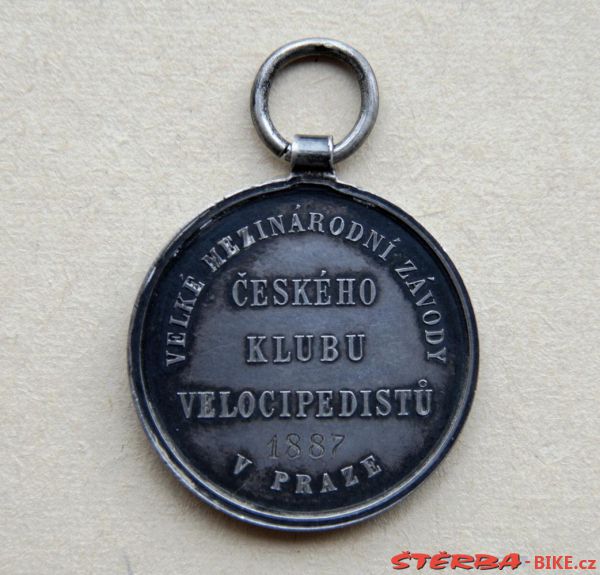 VELKÉ MEZINÁRODNÍ ZÁVODY
ČESKÉHO
KLUBU
VELOCIPEDISTŮ
1887
V PRAZE
ŠTĚRBA-BIKE.cz